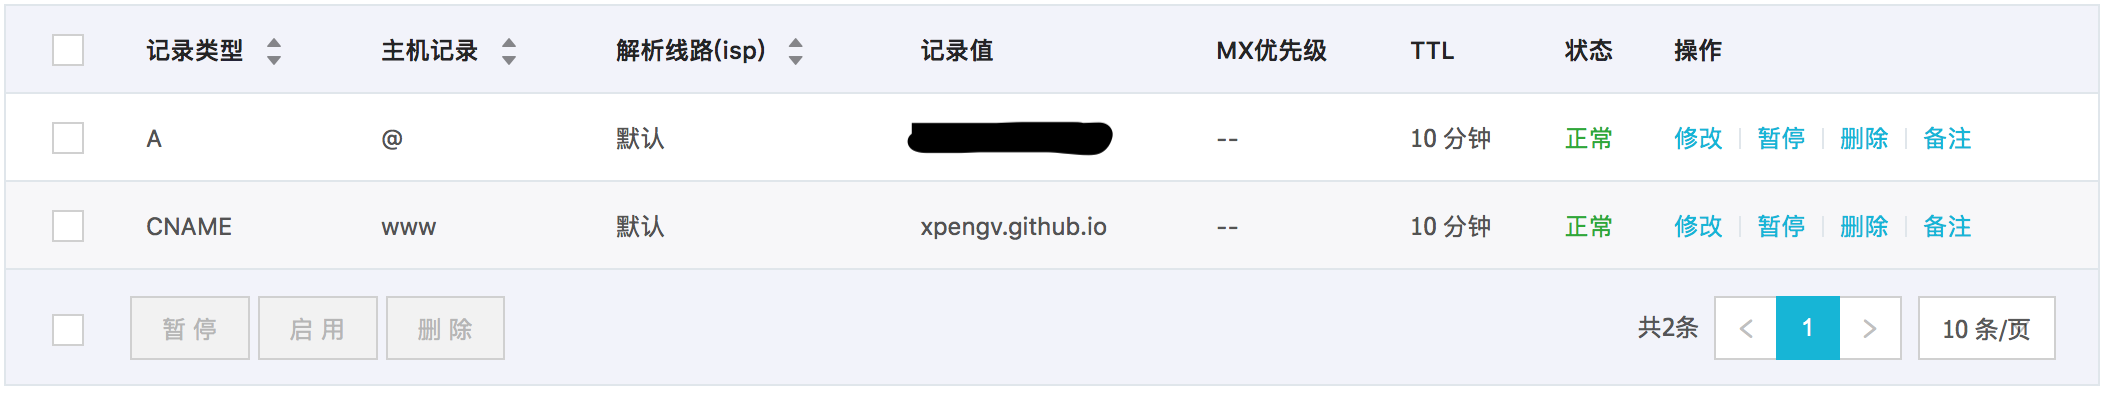 记录类型 主机记录 解析线路(isp) 记录值 MX优先级 TTL 状态 操作
A @ 默认 -- 10 分钟 正常 修改 暂停 删除 备注
CNAME www 默认 xpengv.github.io -- 10 分钟 正常 修改 暂停 删除 备注
暂 停 启 用 删 除 共2条 < 1 > 10 条/页